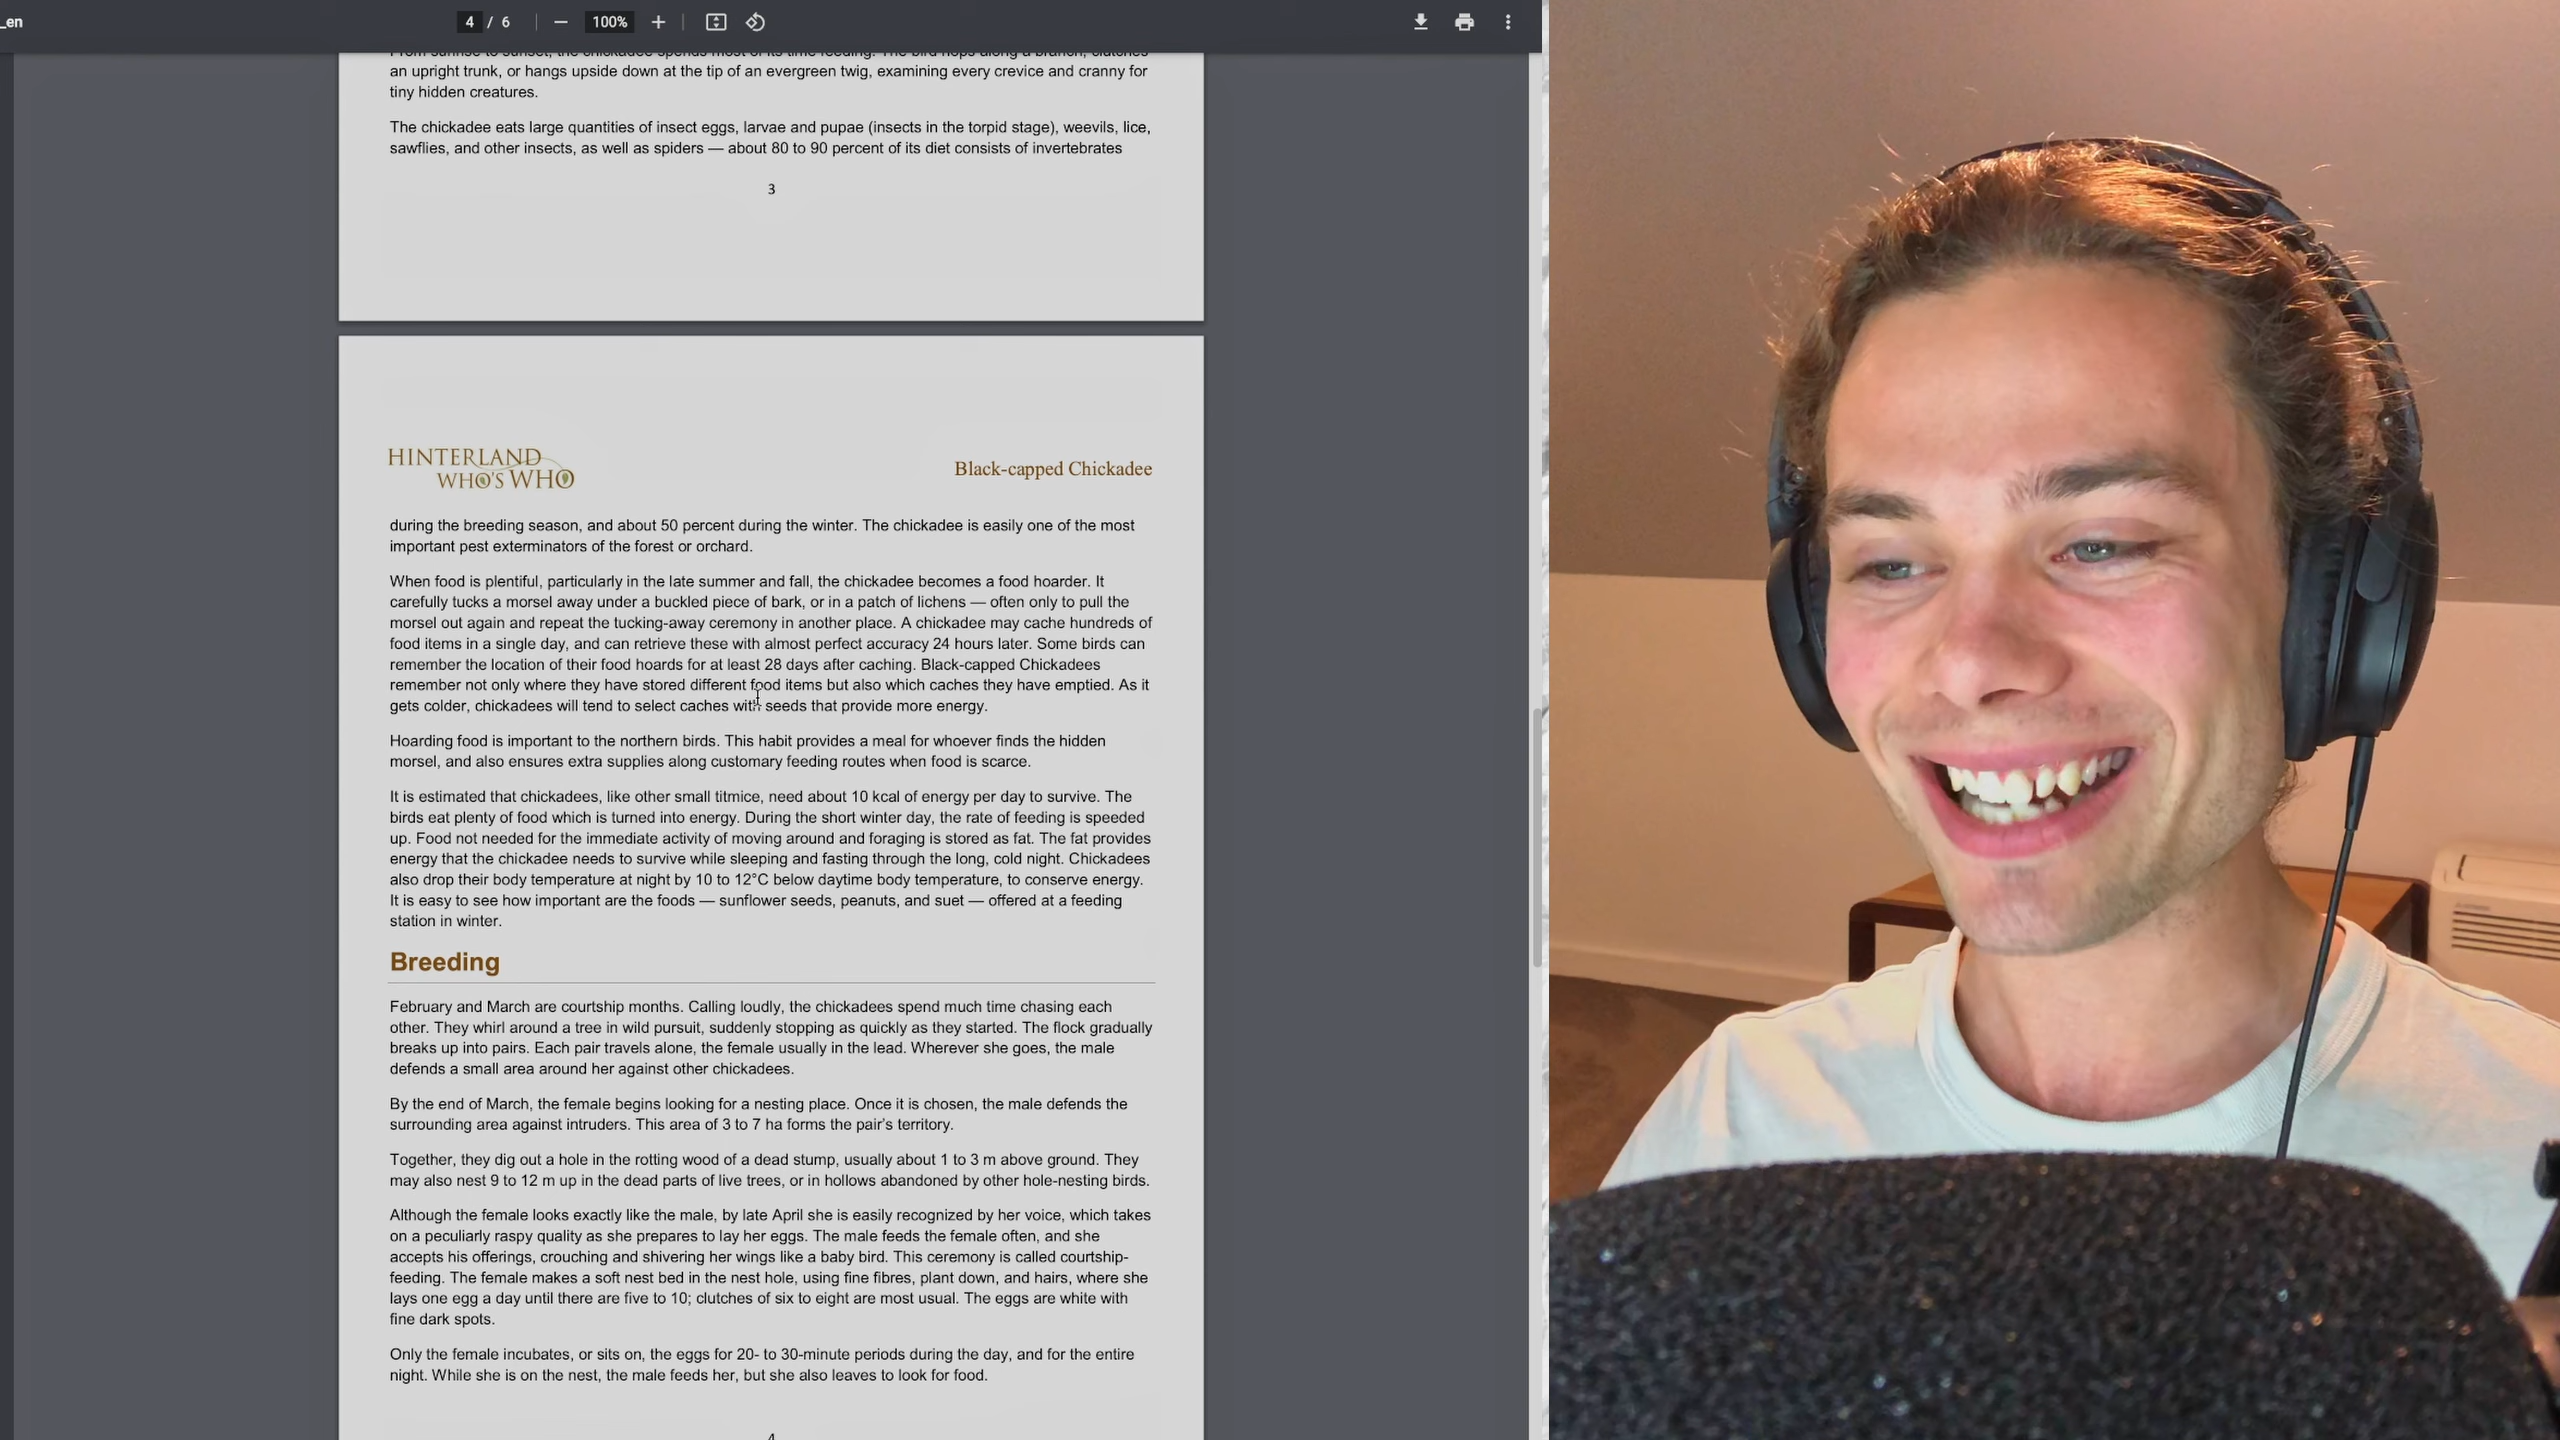 _en
4 / 6
100%
From sunrise to sunset, the chickadee spends most of its time feeding. The bird hops along a branch, clutches
an upright trunk, or hangs upside down at the tip of an evergreen twig, examining every crevice and cranny for
tiny hidden creatures.
The chickadee eats large quantities of insect eggs, larvae and pupae (insects in the torpid stage), weevils, lice,
sawflies, and other insects, as well as spiders — about 80 to 90 percent of its diet consists of invertebrates
3
HINTERLAND
WHO'S WHO
Black-capped Chickadee
during the breeding season, and about 50 percent during the winter. The chickadee is easily one of the most
important pest exterminators of the forest or orchard.
When food is plentiful, particularly in the late summer and fall, the chickadee becomes a food hoarder. It
carefully tucks a morsel away under a buckled piece of bark, or in a patch of lichens — often only to pull the
morsel out again and repeat the tucking-away ceremony in another place. A chickadee may cache hundreds of
food items in a single day, and can retrieve these with almost perfect accuracy 24 hours later. Some birds can
remember the location of their food hoards for at least 28 days after caching. Black-capped Chickadees
remember not only where they have stored different food items but also which caches they have emptied. As it
gets colder, chickadees will tend to select caches with seeds that provide more energy.
Hoarding food is important to the northern birds. This habit provides a meal for whoever finds the hidden
morsel, and also ensures extra supplies along customary feeding routes when food is scarce.
It is estimated that chickadees, like other small titmice, need about 10 kcal of energy per day to survive. The
birds eat plenty of food which is turned into energy. During the short winter day, the rate of feeding is speeded
up. Food not needed for the immediate activity of moving around and foraging is stored as fat. The fat provides
energy that the chickadee needs to survive while sleeping and fasting through the long, cold night. Chickadees
also drop their body temperature at night by 10 to 12°C below daytime body temperature, to conserve energy.
It is easy to see how important are the foods — sunflower seeds, peanuts, and suet — offered at a feeding
station in winter.
Breeding
February and March are courtship months. Calling loudly, the chickadees spend much time chasing each
other. They whirl around a tree in wild pursuit, suddenly stopping as quickly as they started. The flock gradually
breaks up into pairs. Each pair travels alone, the female usually in the lead. Wherever she goes, the male
defends a small area around her against other chickadees.
By the end of March, the female begins looking for a nesting place. Once it is chosen, the male defends the
surrounding area against intruders. This area of 3 to 7 ha forms the pair's territory.
Together, they dig out a hole in the rotting wood of a dead stump, usually about 1 to 3 m above ground. They
may also nest 9 to 12 m up in the dead parts of live trees, or in hollows abandoned by other hole-nesting birds.
Although the female looks exactly like the male, by late April she is easily recognized by her voice, which takes
on a peculiarly raspy quality as she prepares to lay her eggs. The male feeds the female often, and she
accepts his offerings, crouching and shivering her wings like a baby bird. This ceremony is called courtship-
feeding. The female makes a soft nest bed in the nest hole, using fine fibres, plant down, and hairs, where she
lays one egg a day until there are five to 10; clutches of six to eight are most usual. The eggs are white with
fine dark spots.
Only the female incubates, or sits on, the eggs for 20- to 30-minute periods during the day, and for the entire
night. While she is on the nest, the male feeds her, but she also leaves to look for food.
4